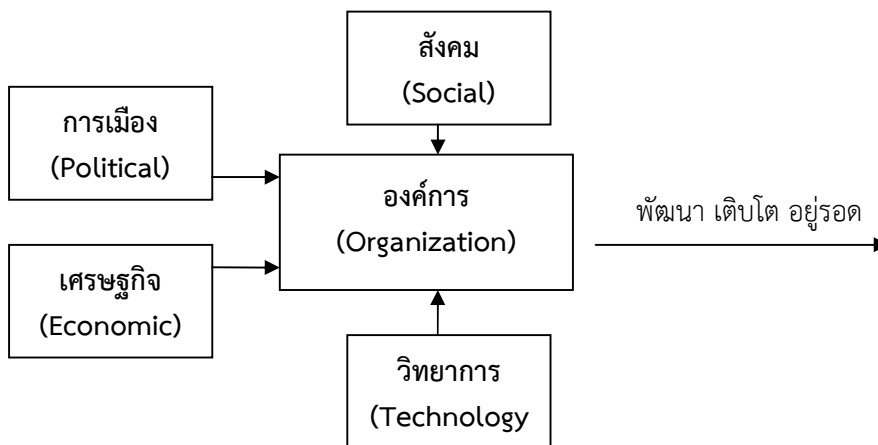 สังคม
(Social)
การเมือง
(Political)
องค์การ
(Organization)
พัฒนา เติบโต อยู่รอด
เศรษฐกิจ
(Economic)
วิทยาการ
(Technology